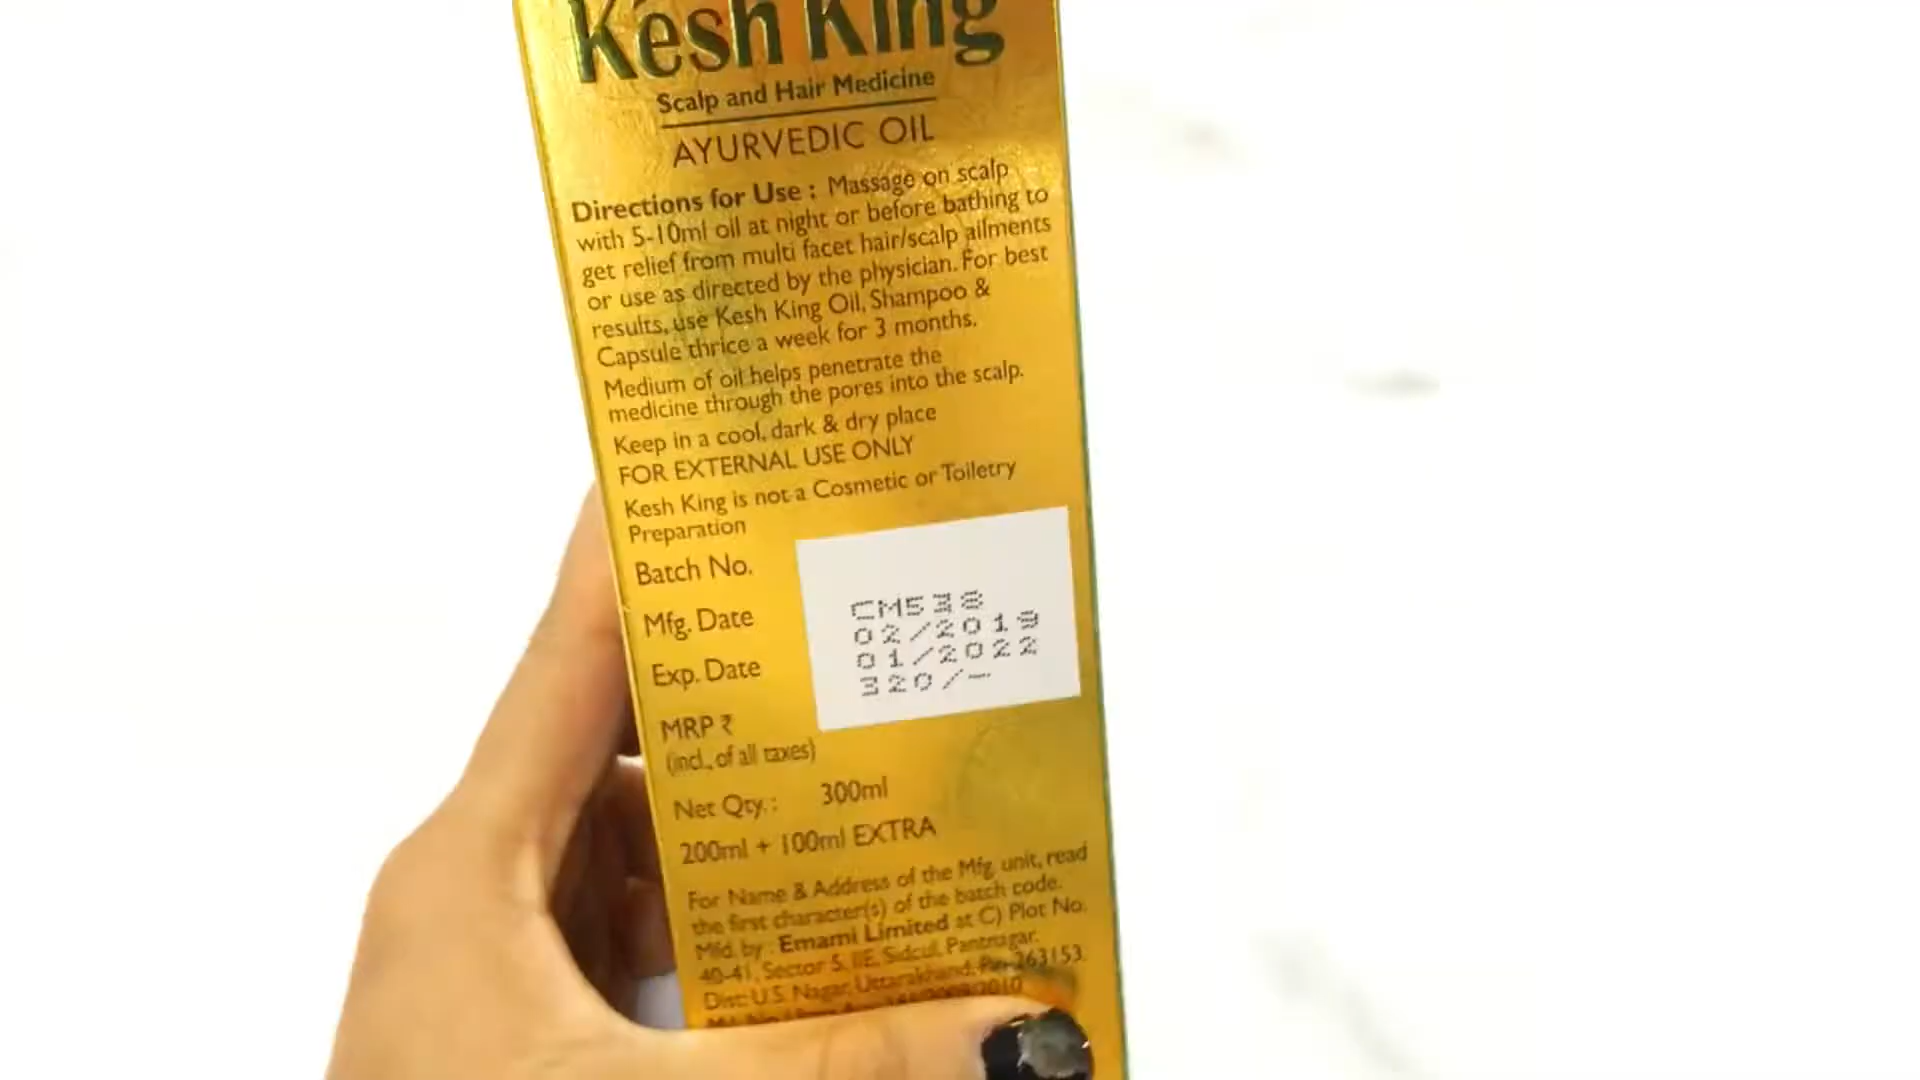 Kesh King
Scalp and Hair Medicine
AYURVEDIC OIL
Directions for Use : Massage on scalp
with 5-10ml oil at night or before bathing to
get relief from multi facet hair/scalp ailments
or use as directed by the physician. For best
results, use Kesh King Oil, Shampoo &
Capsule thrice a week for 3 months.
Medium of oil helps penetrate the
medicine through the pores into the scalp.
Keep in a cool, dark & dry place
FOR EXTERNAL USE ONLY
Kesh King is not a Cosmetic or Toiletry
Preparation
Batch No. CM538
Mfg. Date 02/2019
Exp. Date 01/2022
MRP ₹ 320/-
(incl., of all taxes)
Net Qty.: 300ml
200ml + 100ml EXTRA
For Name & Address of the Mfg. unit, read
the first character(s) of the batch code.
Mfd. by : Emami Limited at C) Plot No.
40-41, Sector 5, IIE, Sidcul, Pantnagar,
Dist: U.S. Nagar, Uttarakhand, Pin-263153